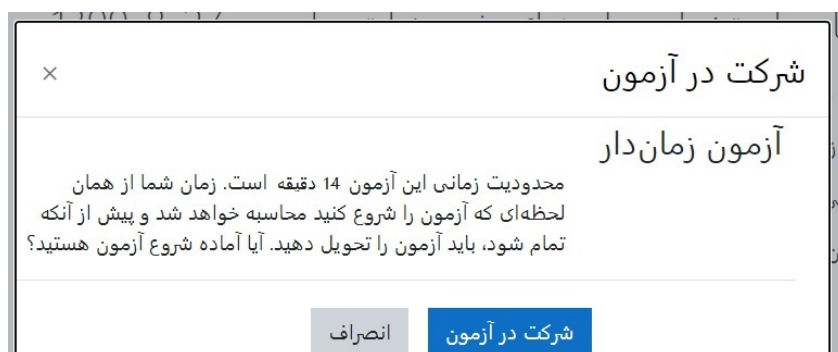 شرکت در آزمون
×
آزمون زمان‌دار
محدودیت زمانی این آزمون 14 دقیقه است. زمان شما از همان
لحظه‌ای که آزمون را شروع کنید محاسبه خواهد شد و پیش از آنکه
تمام شود، باید آزمون را تحویل دهید. آیا آماده شروع آزمون هستید؟
شرکت در آزمون
انصراف